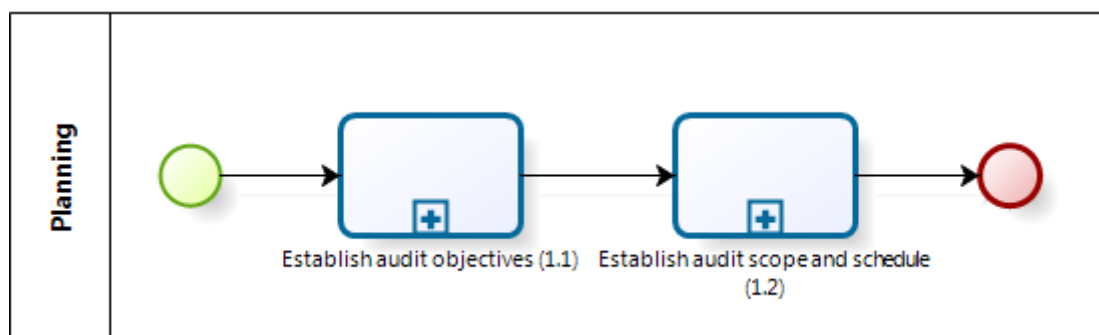 Planning
Establish audit objectives (1.1)
Establish audit scope and schedule
(1.2)